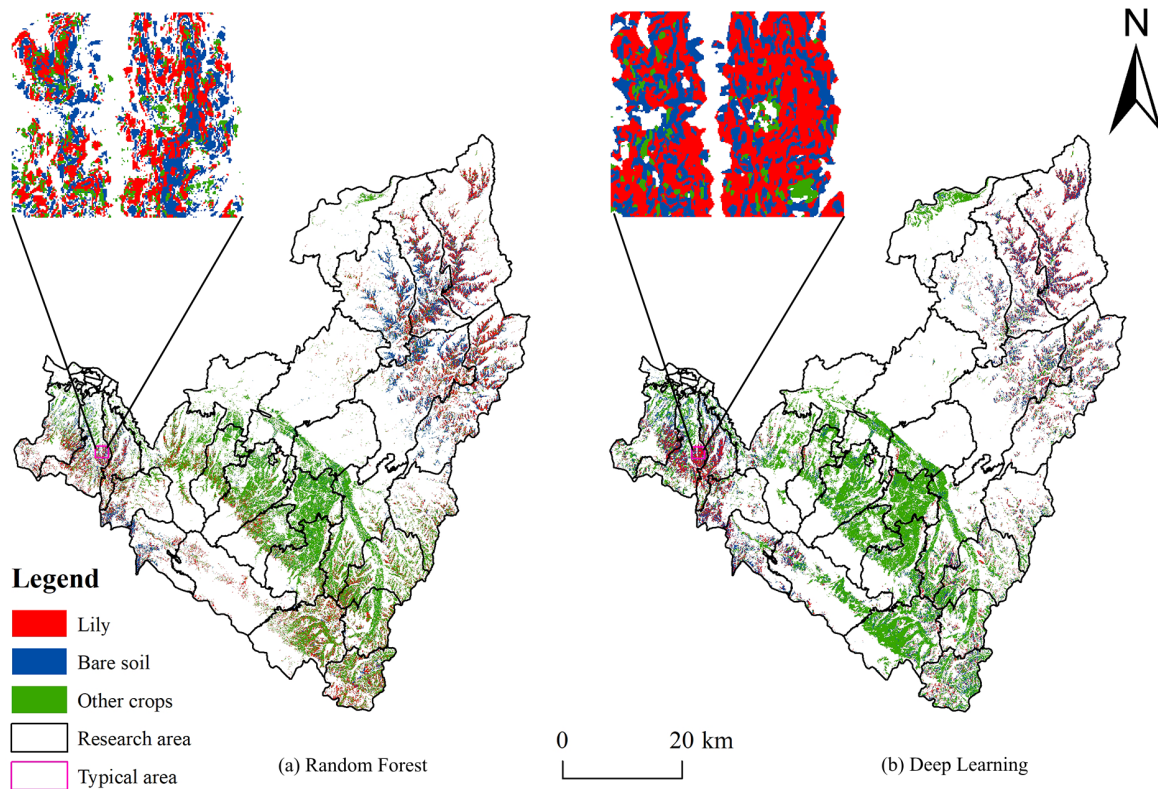 N
Legend
Lily
Bare soil
Other crops
Research area
Typical area
(a) Random Forest
0 20 km
(b) Deep Learning